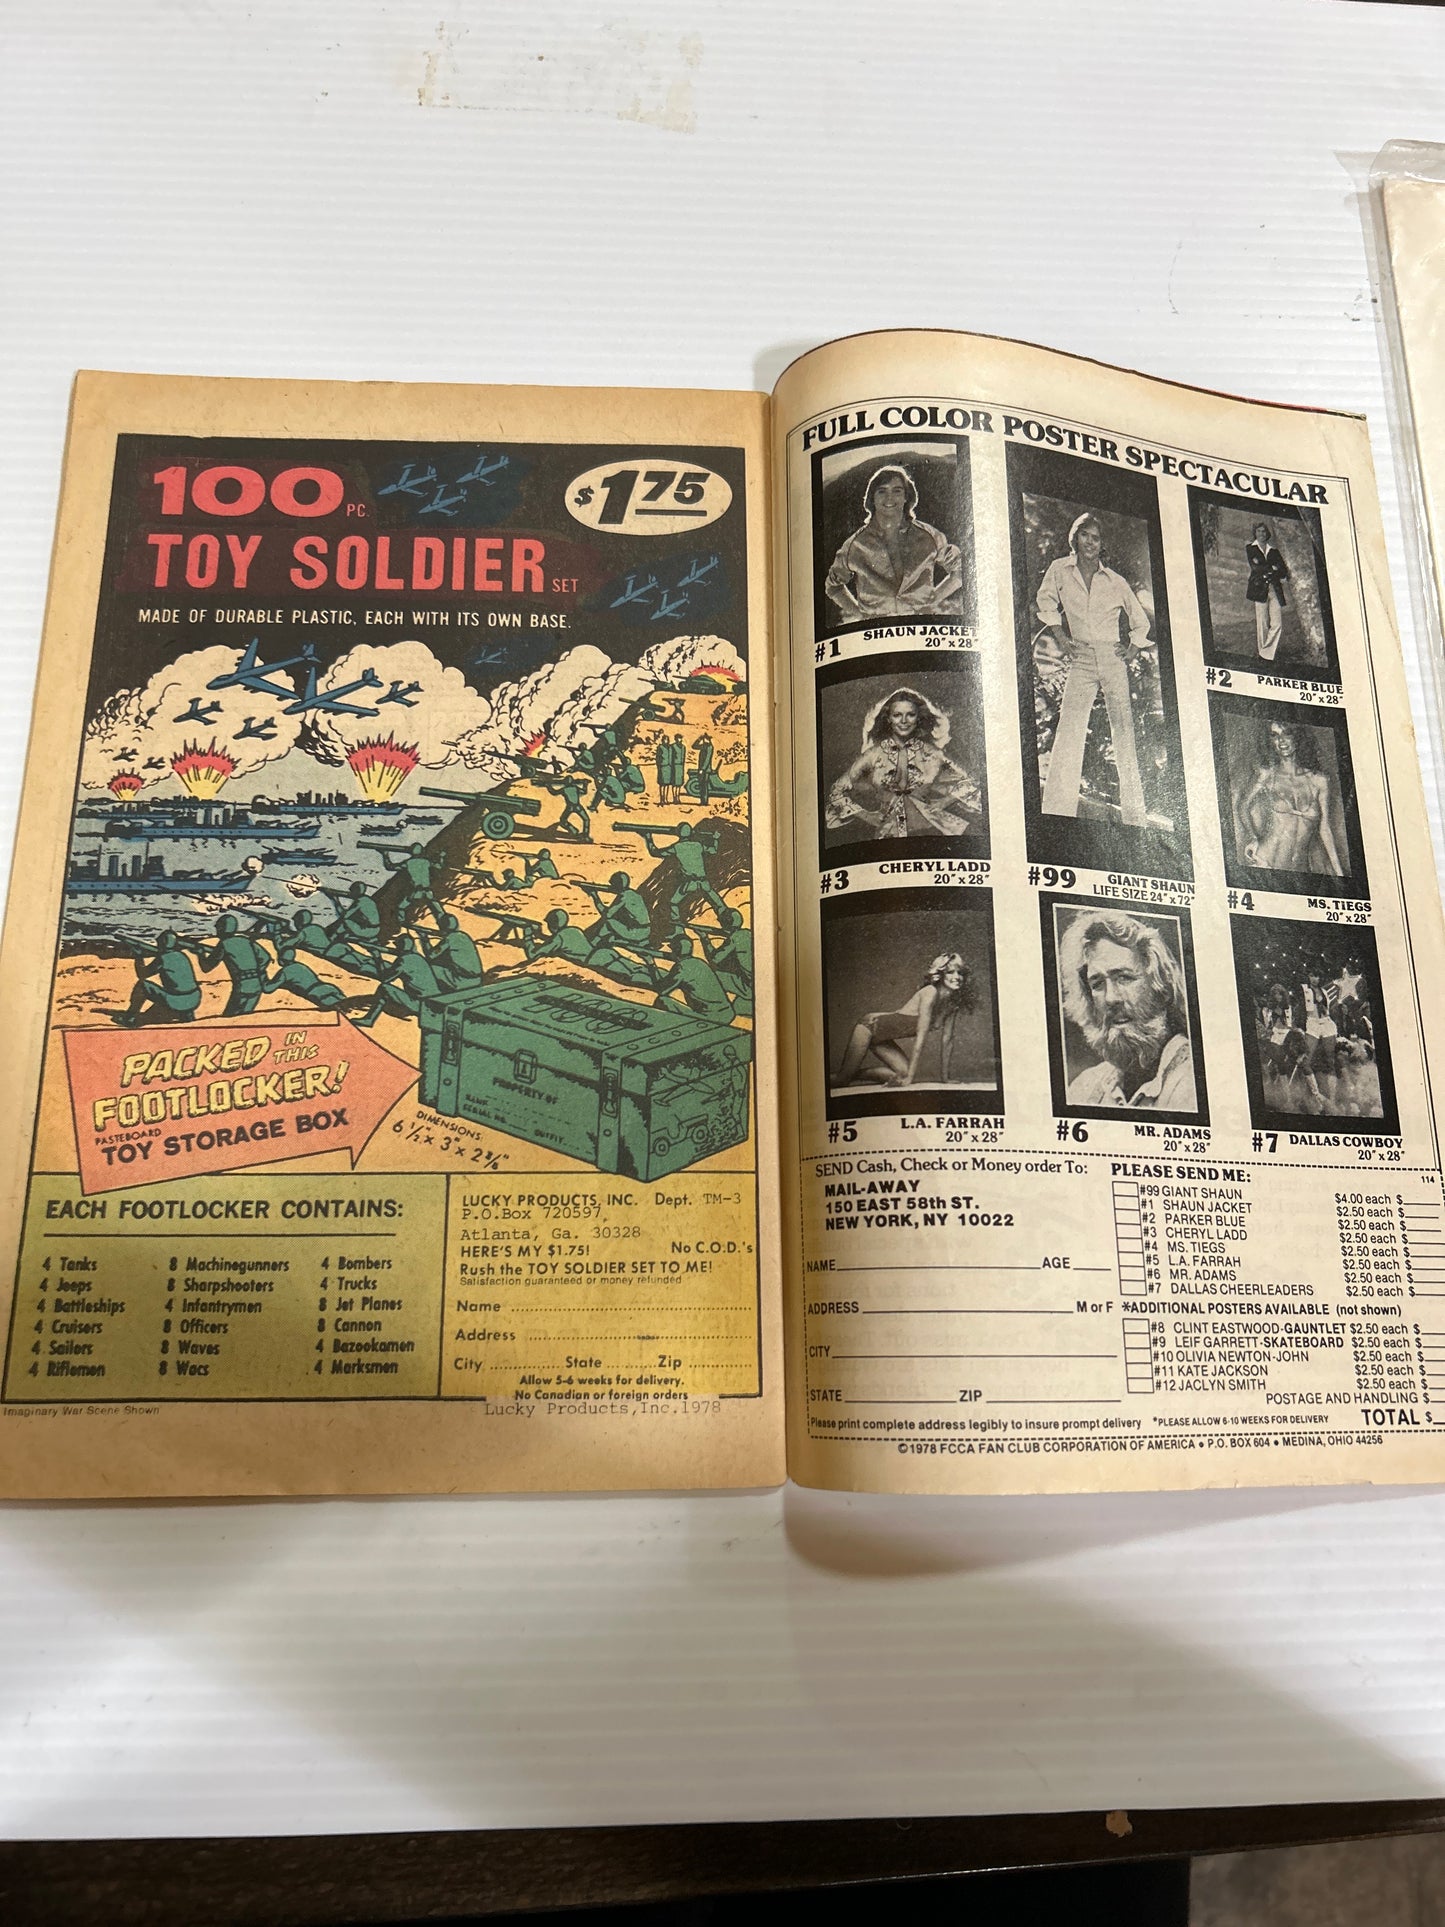 100 PC.
$1.75
TOY SOLDIER SET
MADE OF DURABLE PLASTIC, EACH WITH ITS OWN BASE.
PACKED IN THIS
FOOTLOCKER!
PASTEBOARD
TOY STORAGE BOX
DIMENSIONS:
6 1/2" x 3" x 2 3/8"
PROPERTY OF
NAME
SERIAL NO.
OUTFIT
EACH FOOTLOCKER CONTAINS:
4 Tanks
4 Jeeps
4 Battleships
4 Cruisers
4 Sailors
4 Riflemen
8 Machinegunners
8 Sharpshooters
4 Infantrymen
8 Officers
8 Waves
8 Wacs
4 Bombers
4 Trucks
8 Jet Planes
8 Cannon
4 Bazookamen
4 Marksmen
LUCKY PRODUCTS, INC. Dept. TM-3
P.O.Box 720597,
Atlanta, Ga. 30328
HERE'S MY $1.75! No C.O.D.'s
Rush the TOY SOLDIER SET TO ME!
Satisfaction guaranteed or money refunded
Name
Address
City State Zip
Allow 5-6 weeks for delivery.
No Canadian or foreign orders
Imaginary War Scene Shown
Lucky Products,Inc.1978
FULL COLOR POSTER SPECTACULAR
#1 SHAUN JACKET
20" x 28"
#2 PARKER BLUE
20" x 28"
#3 CHERYL LADD
20" x 28"
#99 GIANT SHAUN
LIFE SIZE 24" x 72"
#4 MS. TIEGS
20" x 28"
#5 L.A. FARRAH
20" x 28"
#6 MR. ADAMS
20" x 28"
#7 DALLAS COWBOY
20" x 28"
SEND Cash, Check or Money order To:
MAIL-AWAY
150 EAST 58th ST.
NEW YORK, NY 10022
NAME AGE
ADDRESS M or F
CITY
STATE ZIP
Please print complete address legibly to insure prompt delivery
PLEASE SEND ME:
114
#99 GIANT SHAUN $4.00 each $
#1 SHAUN JACKET $2.50 each $
#2 PARKER BLUE $2.50 each $
#3 CHERYL LADD $2.50 each $
#4 MS. TIEGS $2.50 each $
#5 L.A. FARRAH $2.50 each $
#6 MR. ADAMS $2.50 each $
#7 DALLAS CHEERLEADERS $2.50 each $
*ADDITIONAL POSTERS AVAILABLE (not shown)
#8 CLINT EASTWOOD-GAUNTLET $2.50 each $
#9 LEIF GARRETT-SKATEBOARD $2.50 each $
#10 OLIVIA NEWTON-JOHN $2.50 each $
#11 KATE JACKSON $2.50 each $
#12 JACLYN SMITH $2.50 each $
POSTAGE AND HANDLING $
*PLEASE ALLOW 6-10 WEEKS FOR DELIVERY TOTAL $
©1978 FCCA FAN CLUB CORPORATION OF AMERICA • P.O. BOX 604 • MEDINA, OHIO 44256